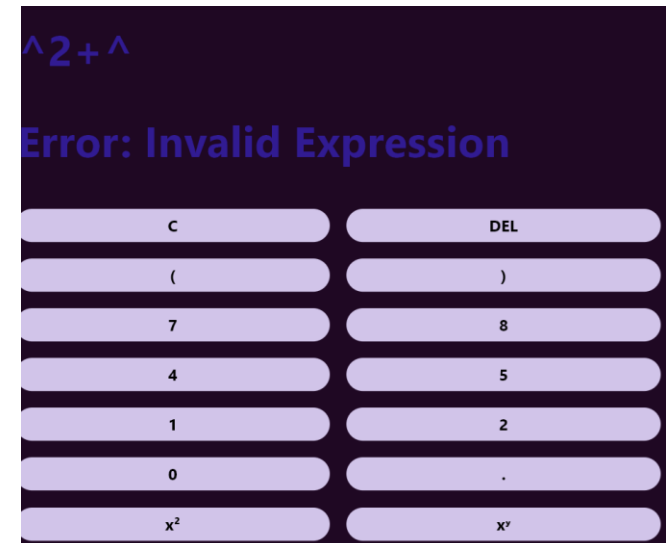 ^2+^
Error: Invalid Expression
C DEL
( )
7 8
4 5
1 2
0 .
x² xʸ